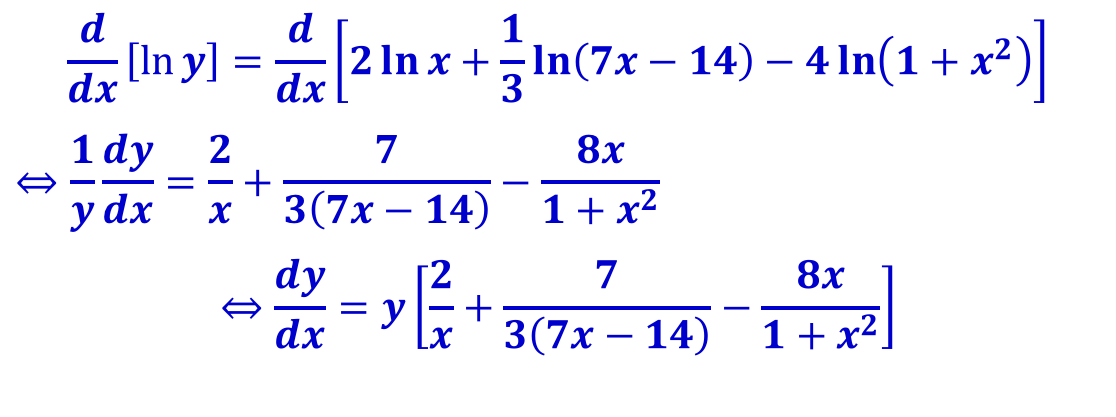 d/dx [ln y] = d/dx [2 ln x + 1/3 ln(7x − 14) − 4 ln(1 + x²)]
⇔ 1/y dy/dx = 2/x + 7/3(7x − 14) − 8x/1 + x²
⇔ dy/dx = y [2/x + 7/3(7x − 14) − 8x/1 + x²]